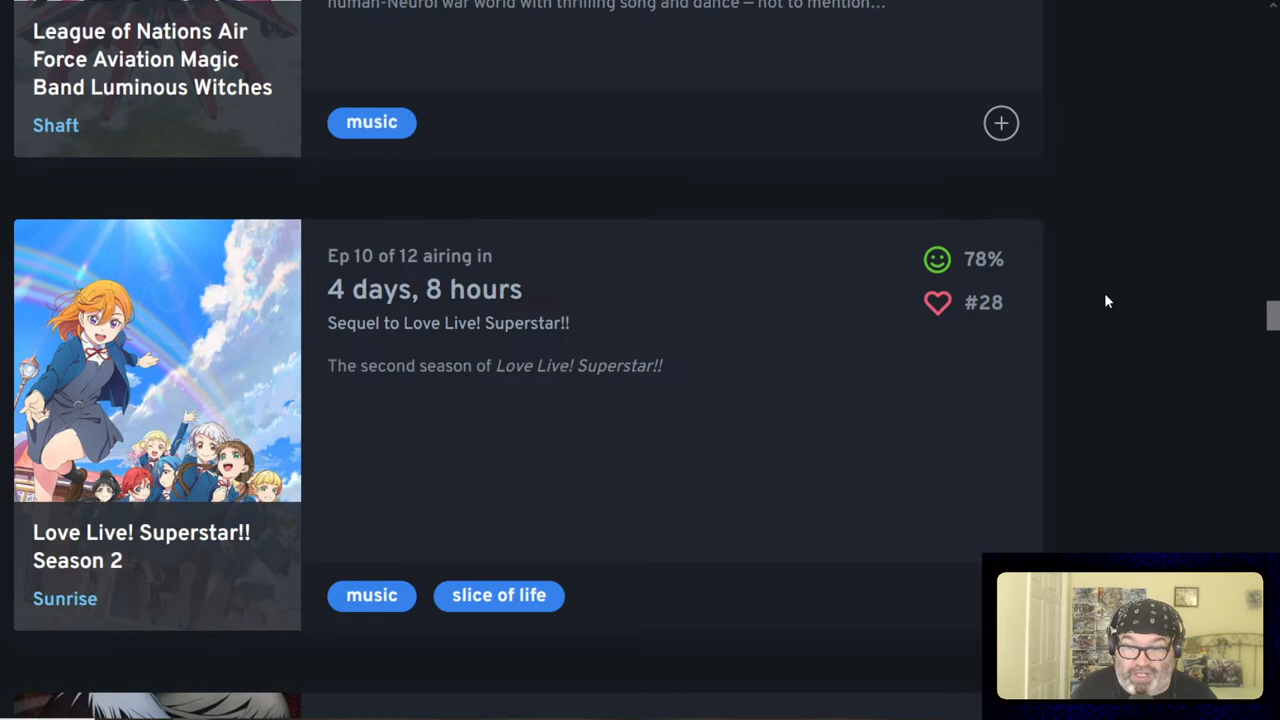 human-Neuroi war world with thrilling song and dance – not to mention...
League of Nations Air
Force Aviation Magic
Band Luminous Witches
Shaft
music
Ep 10 of 12 airing in
4 days, 8 hours
Sequel to Love Live! Superstar!!
78%
#28
The second season of Love Live! Superstar!!
Love Live! Superstar!!
Season 2
Sunrise
music
slice of life